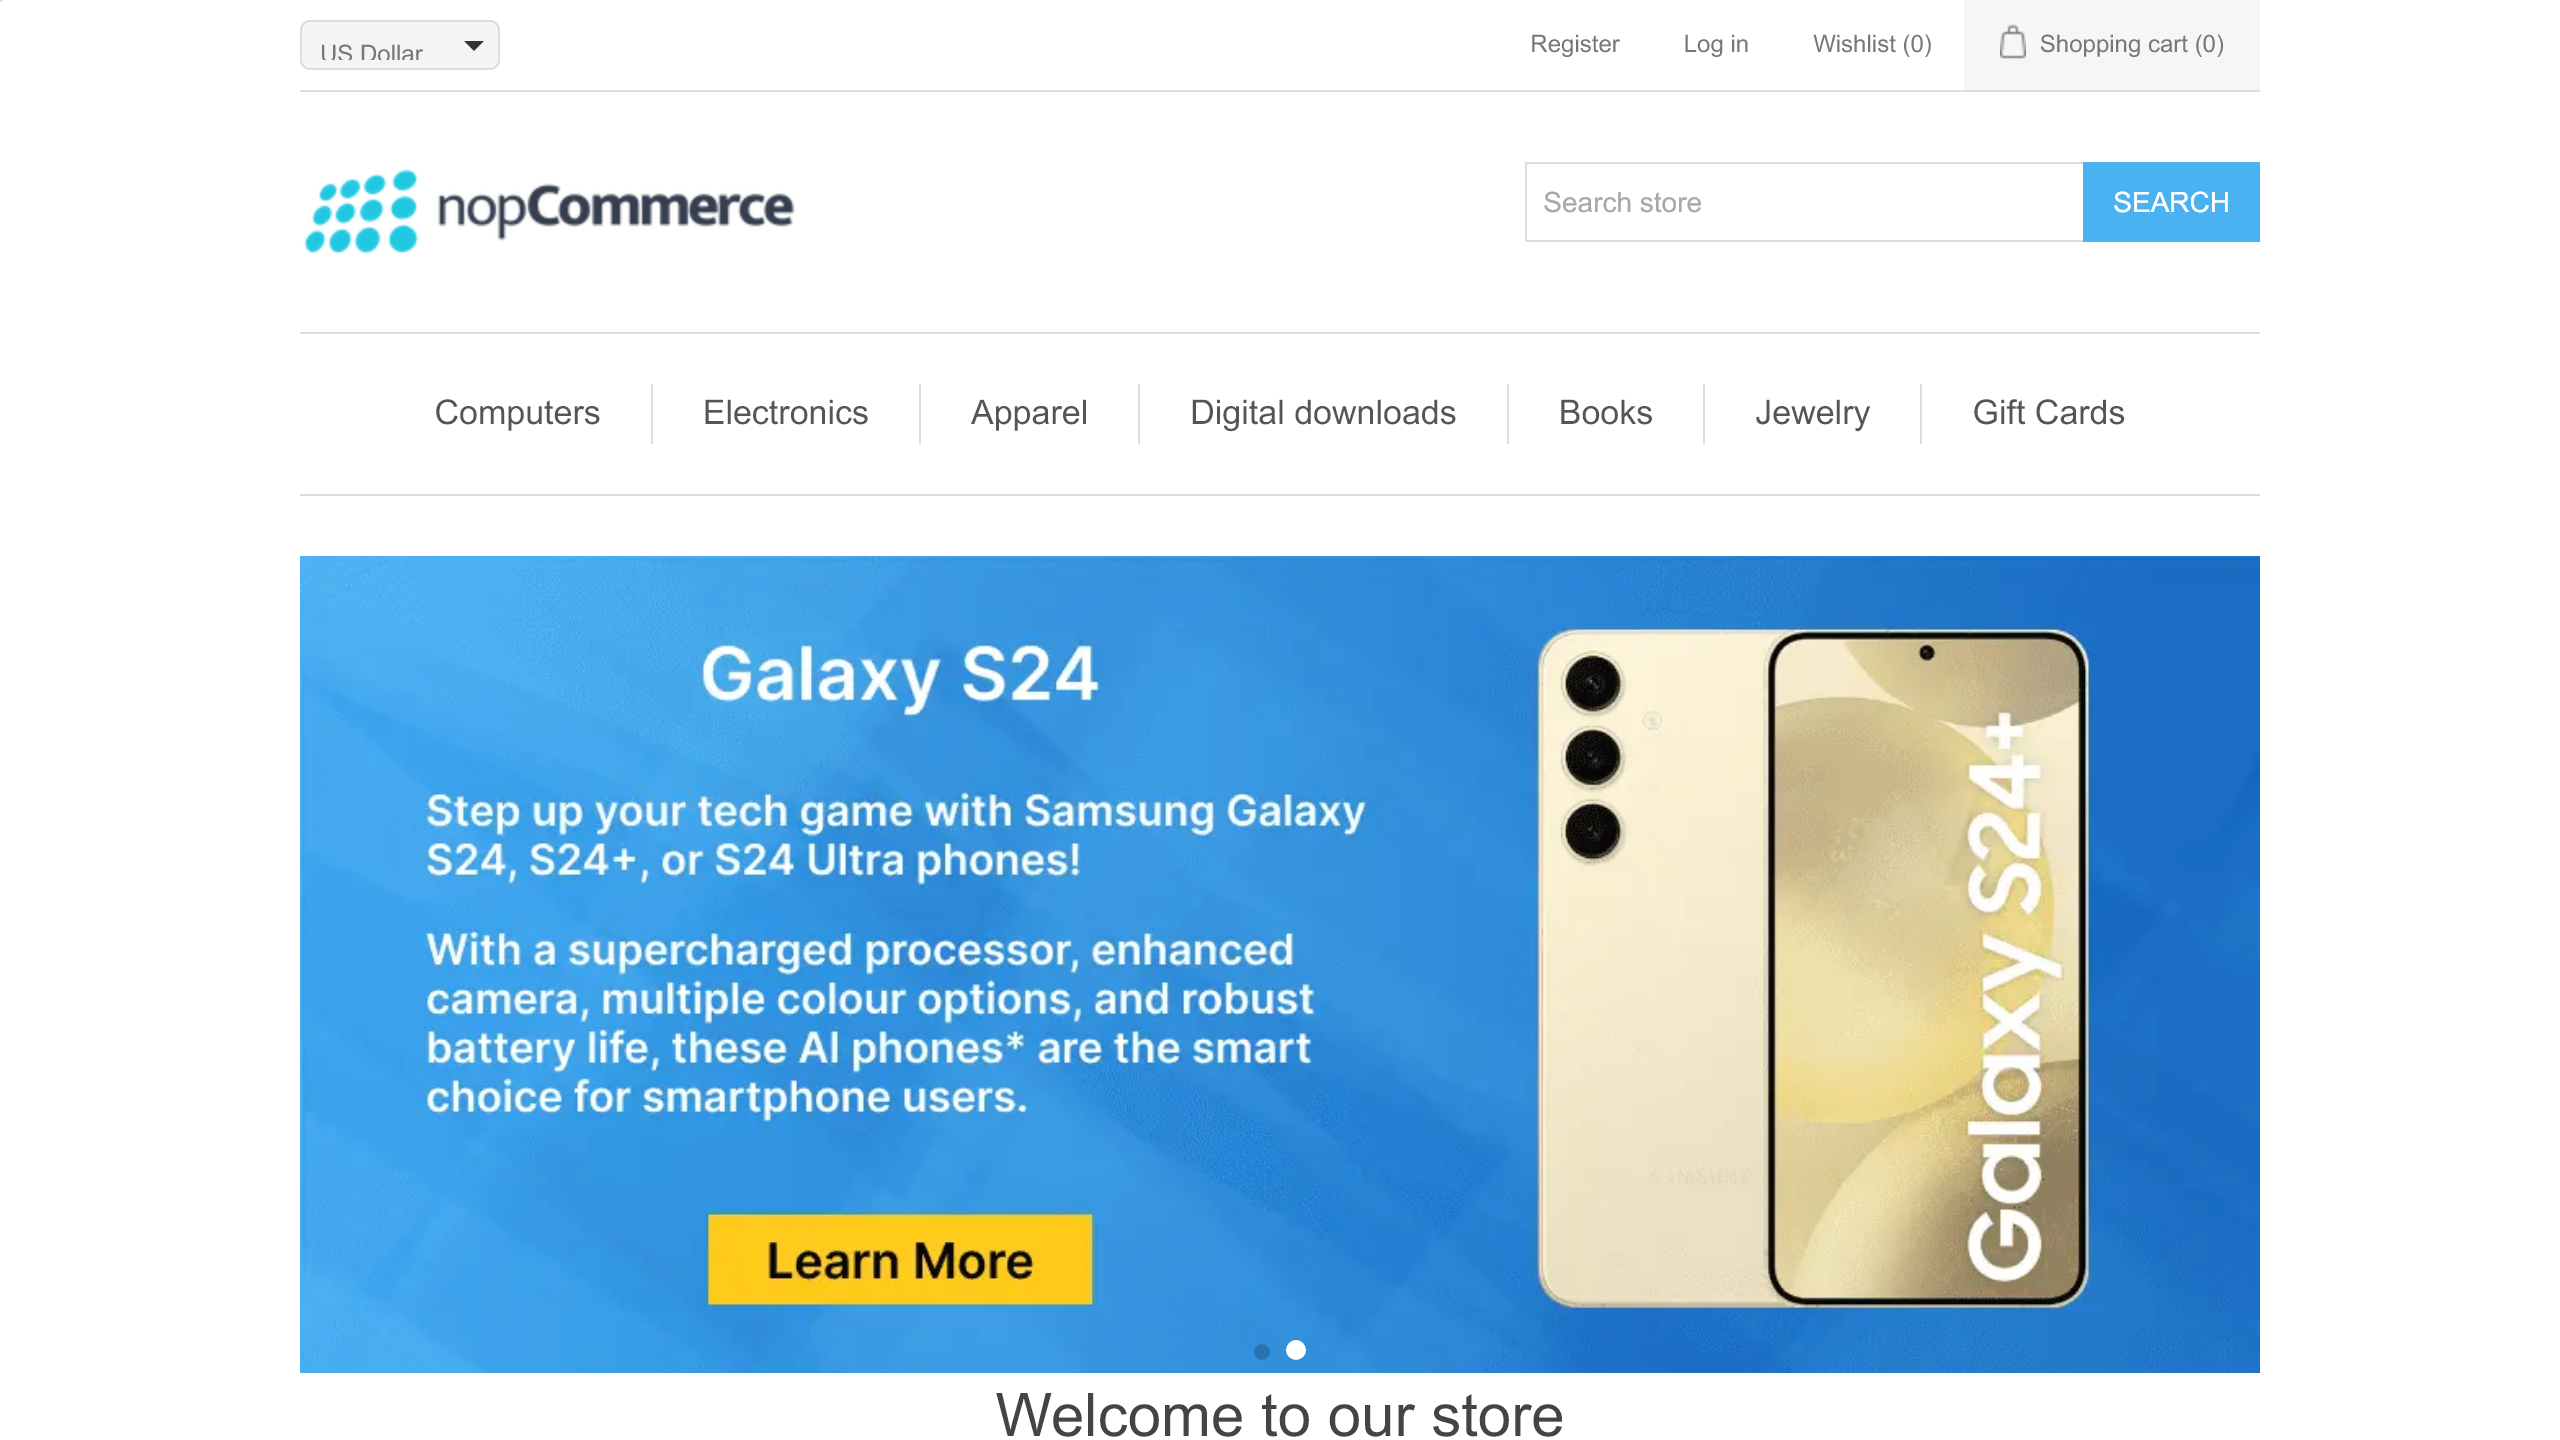 US Dollar
Register
Log in
Wishlist (0)
Shopping cart (0)
nopCommerce
Search store
SEARCH
Computers
Electronics
Apparel
Digital downloads
Books
Jewelry
Gift Cards
Galaxy S24
Step up your tech game with Samsung Galaxy
S24, S24+, or S24 Ultra phones!
With a supercharged processor, enhanced
camera, multiple colour options, and robust
battery life, these AI phones* are the smart
choice for smartphone users.
Learn More
SAMSUNG
Galaxy S24+
Welcome to our store